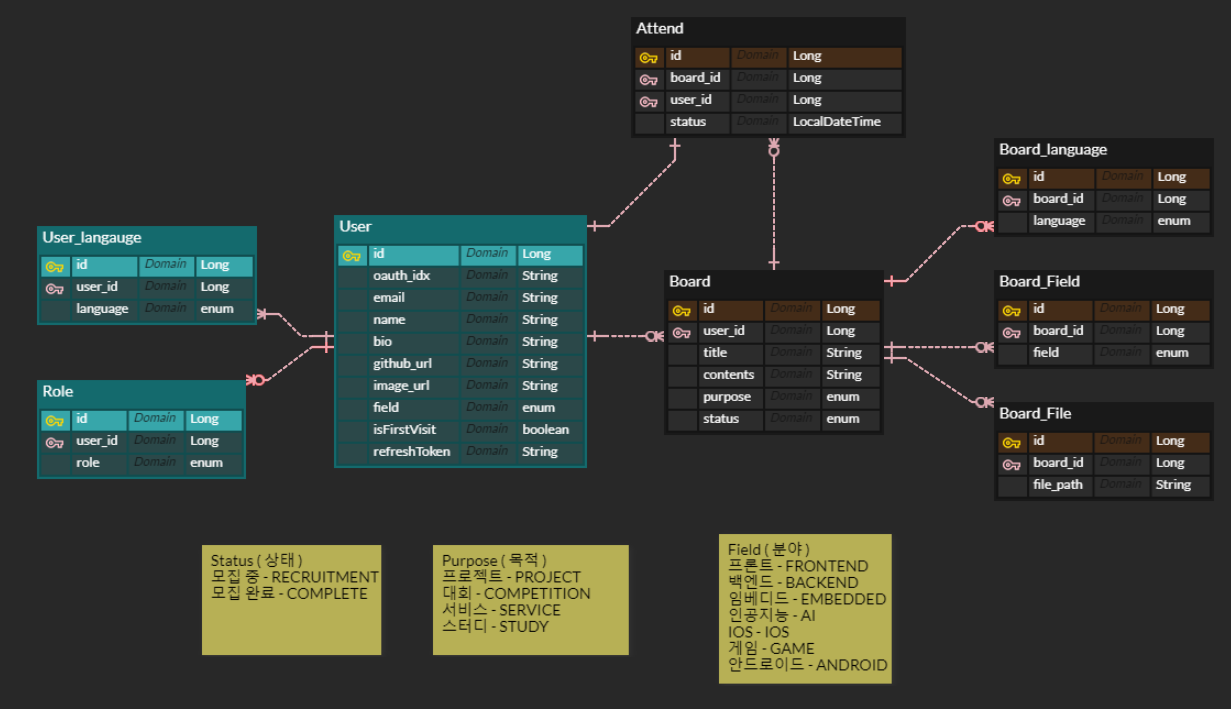 Attend
id Domain Long
board_id Domain Long
user_id Domain Long
status Domain LocalDateTime
Board_language
id Domain Long
board_id Domain Long
language Domain enum
User_langauge
id Domain Long
user_id Domain Long
language Domain enum
User
id Domain Long
oauth_idx Domain String
email Domain String
name Domain String
bio Domain String
github_url Domain String
image_url Domain String
field Domain enum
isFirstVisit Domain boolean
refreshToken Domain String
Board
id Domain Long
user_id Domain Long
title Domain String
contents Domain String
purpose Domain enum
status Domain enum
Board_Field
id Domain Long
board_id Domain Long
field Domain enum
Role
id Domain Long
user_id Domain Long
role Domain enum
Board_File
id Domain Long
board_id Domain Long
file_path Domain String
Status ( 상태 )
모집 중 - RECRUITMENT
모집 완료 - COMPLETE
Purpose ( 목적 )
프로젝트 - PROJECT
대회 - COMPETITION
서비스 - SERVICE
스터디 - STUDY
Field ( 분야 )
프론트 - FRONTEND
백엔드 - BACKEND
임베디드 - EMBEDDED
인공지능 - AI
IOS - IOS
게임 - GAME
안드로이드 - ANDROID